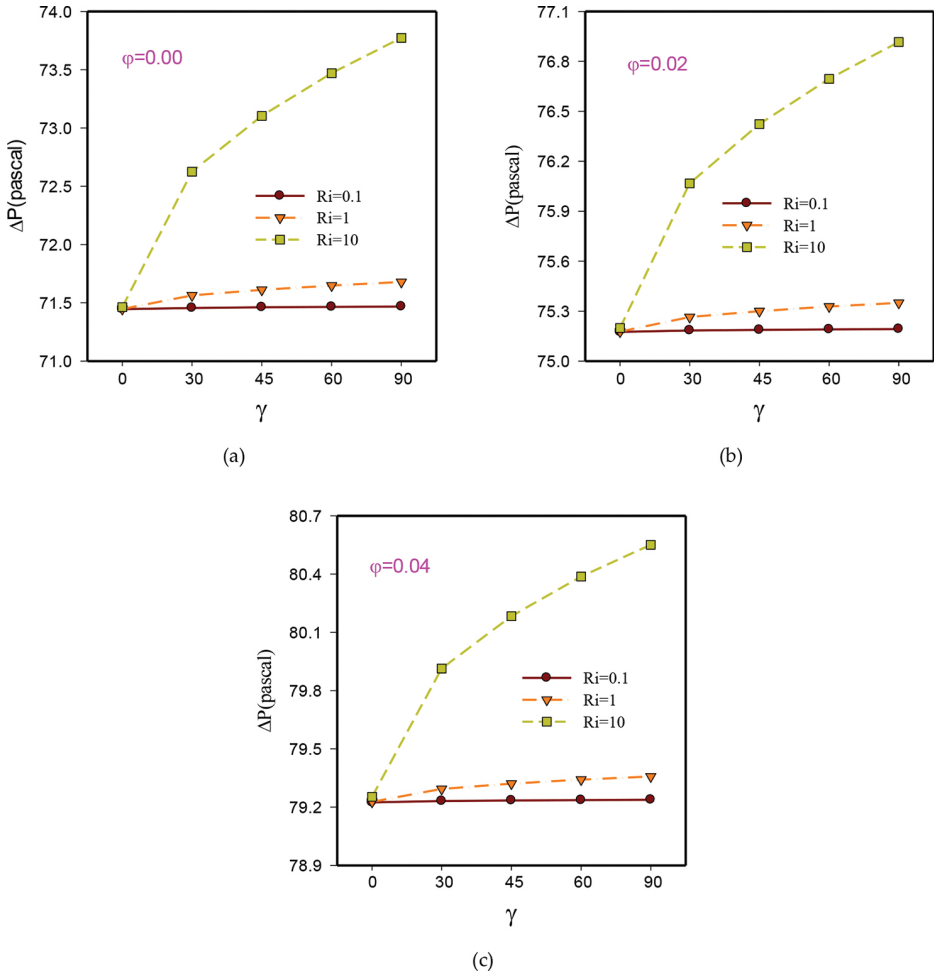 74.0
73.5
73.0
72.5
72.0
71.5
71.0
ΔP(pascal)
φ=0.00
Ri=0.1
Ri=1
Ri=10
0 30 45 60 90
γ
(a)
77.1
76.8
76.5
76.2
75.9
75.6
75.3
75.0
ΔP(pascal)
φ=0.02
Ri=0.1
Ri=1
Ri=10
0 30 45 60 90
γ
(b)
80.7
80.4
80.1
79.8
79.5
79.2
78.9
ΔP(pascal)
φ=0.04
Ri=0.1
Ri=1
Ri=10
0 30 45 60 90
γ
(c)